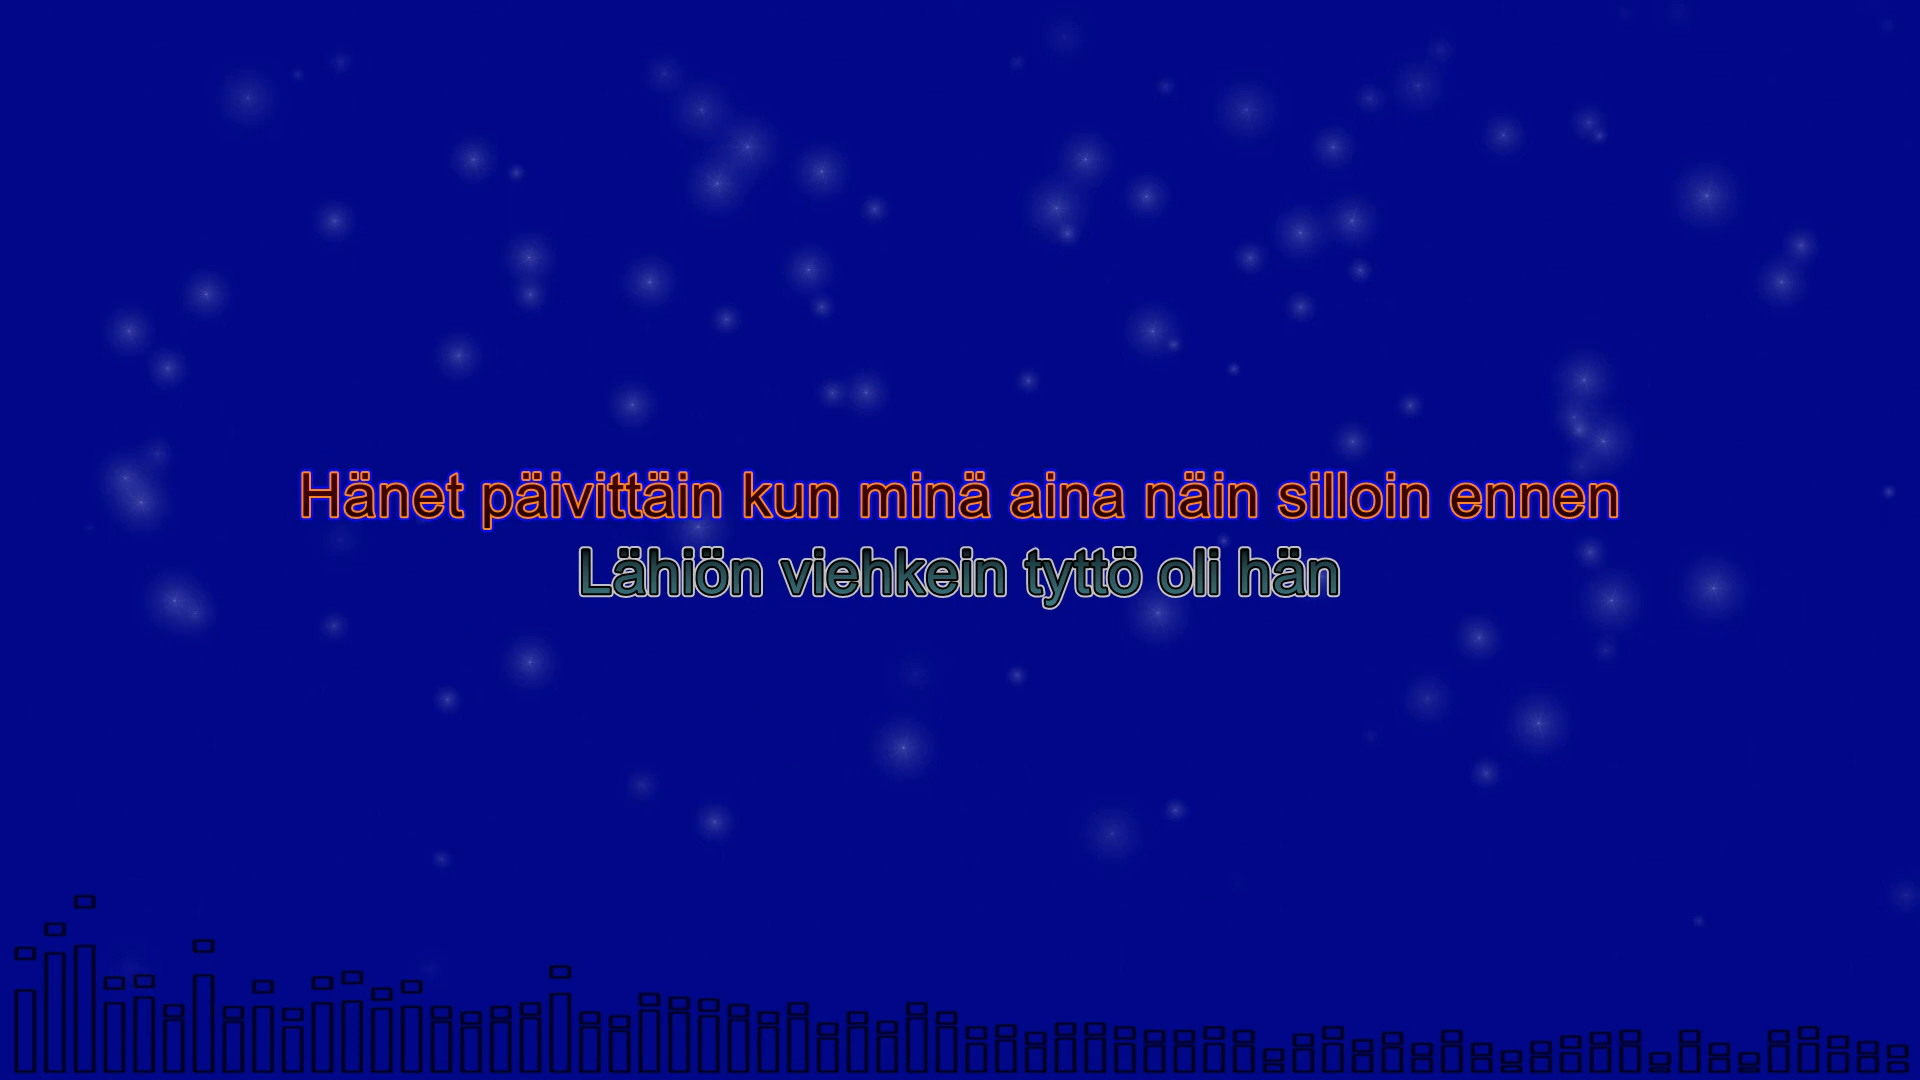 Hänet päivittäin kun minä aina näin silloin ennen
Lähiön viehkein tyttö oli hän